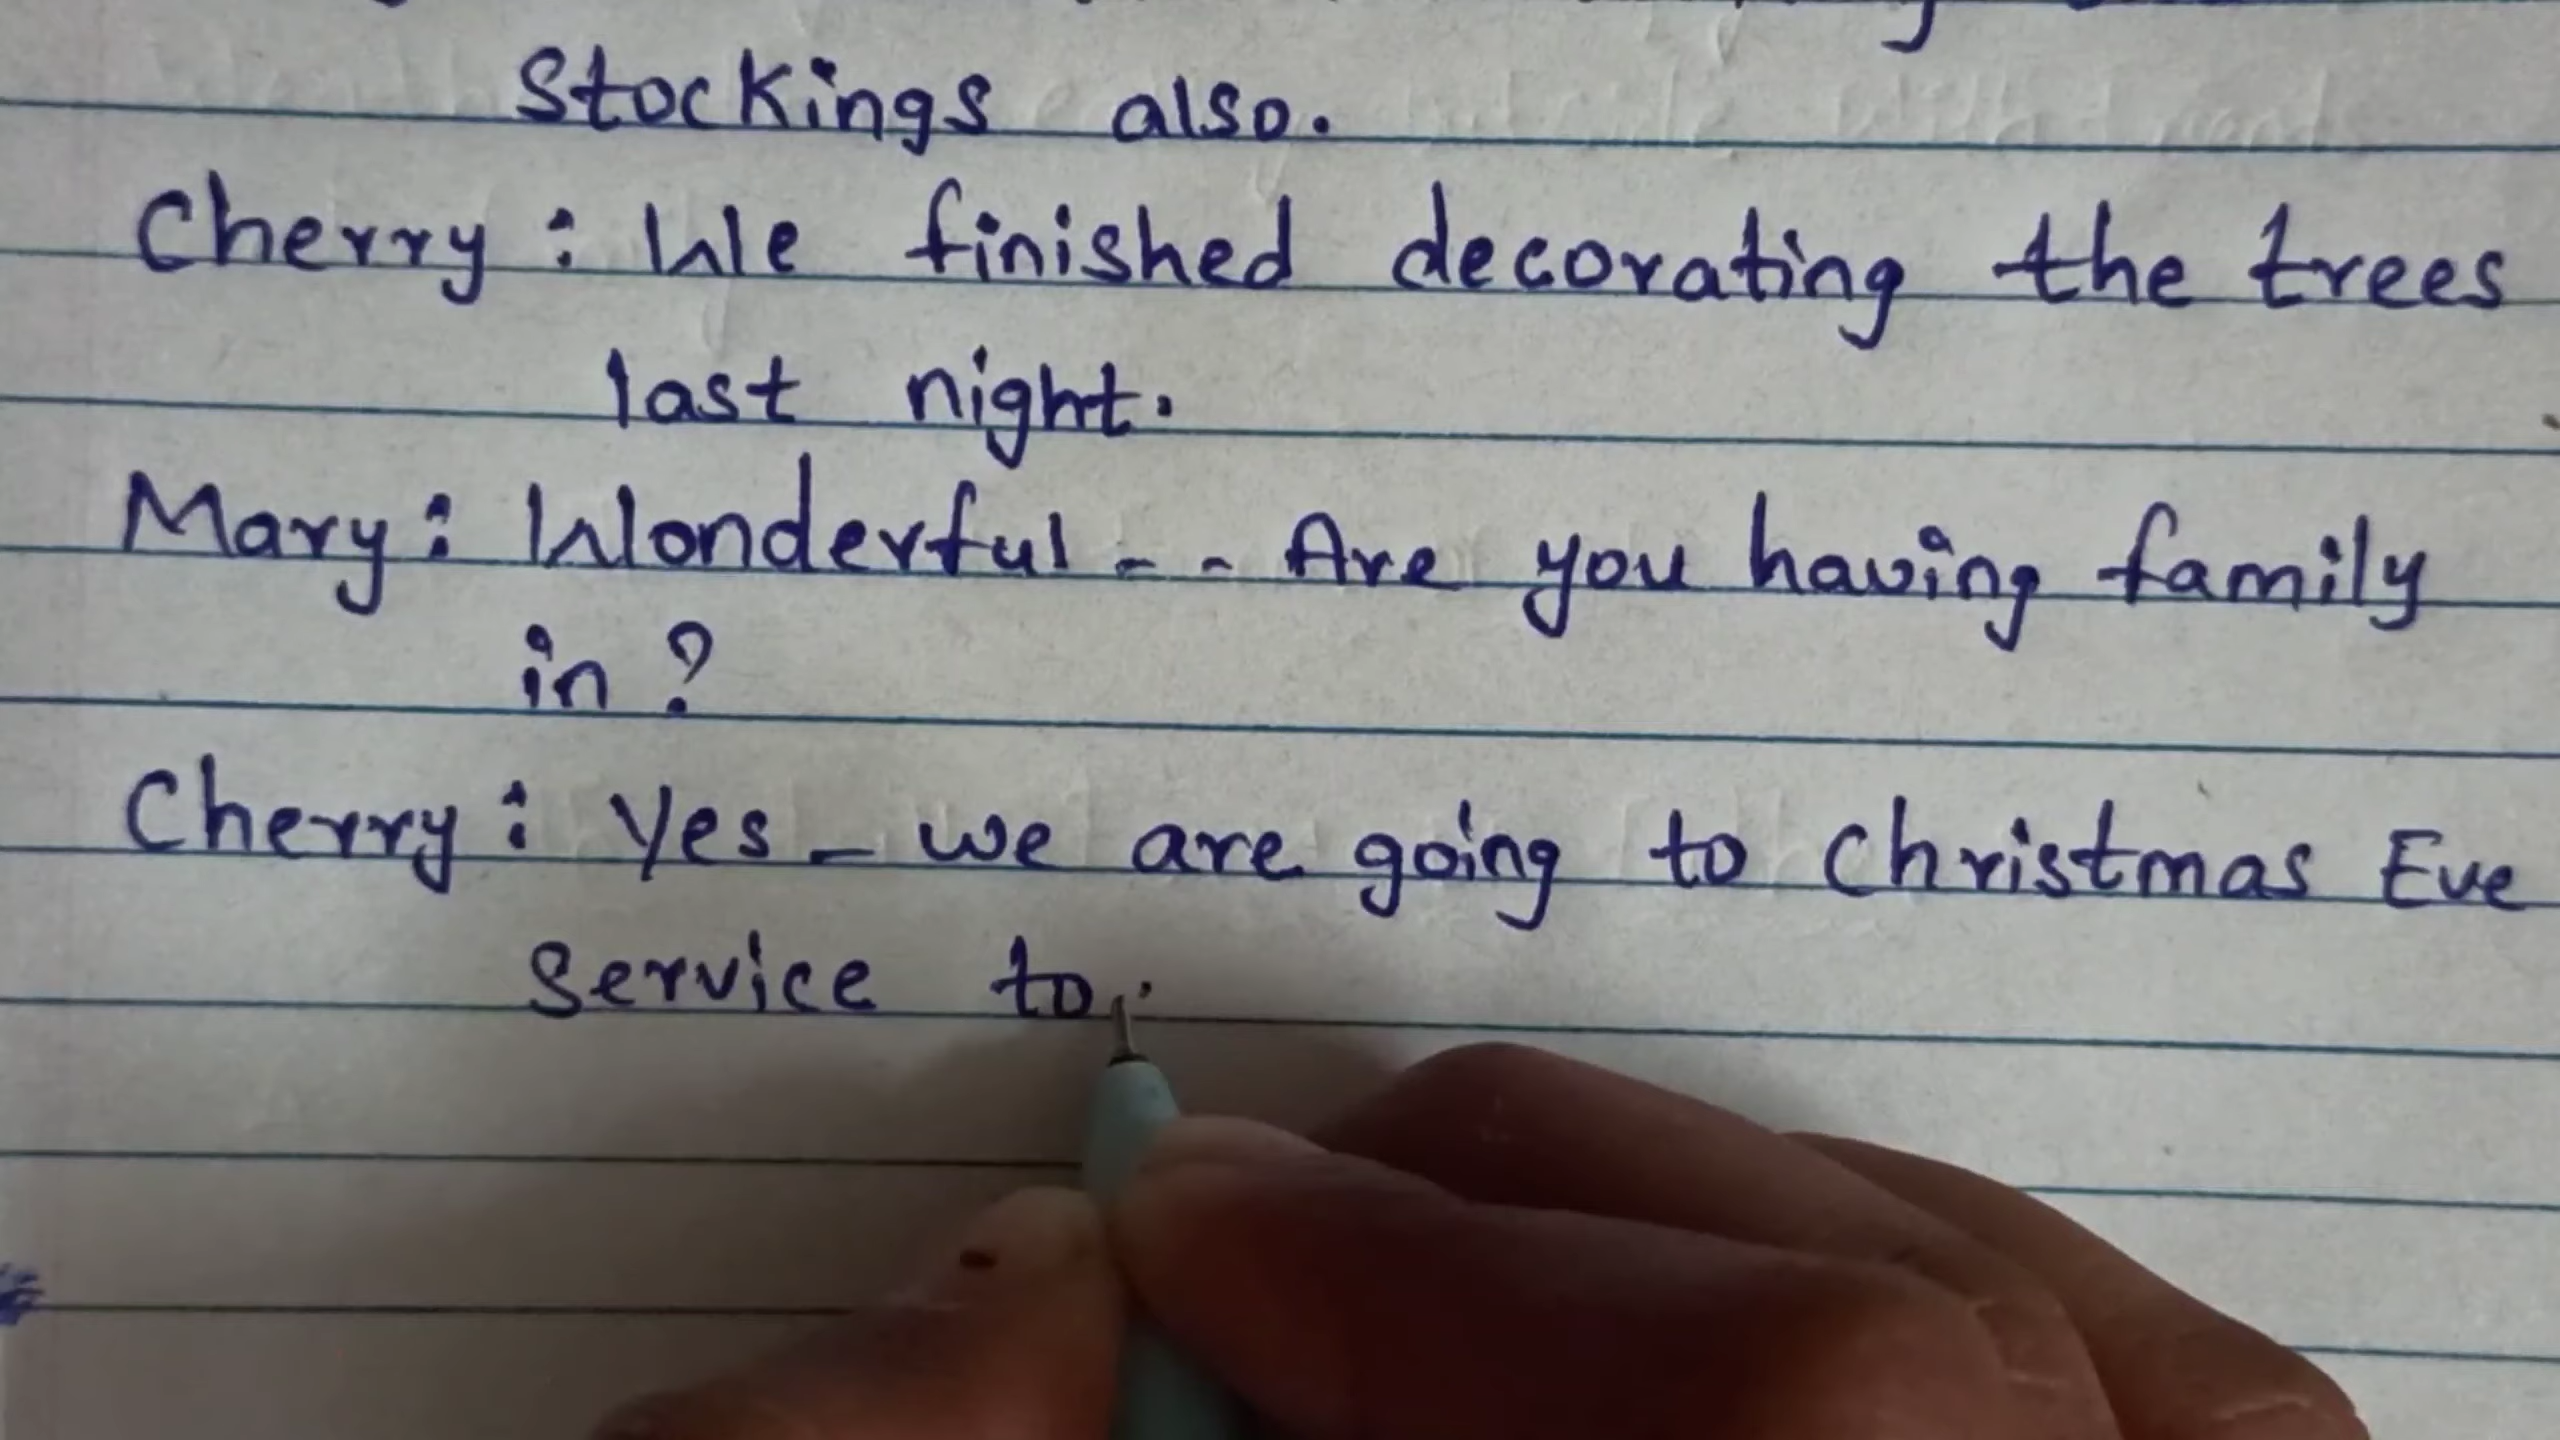 Stockings also.
Cherry : We finished decorating the trees
last night.
Mary : Wonderful - - Are you having family
in ?
Cherry : Yes - we are going to Christmas Eve
Service to